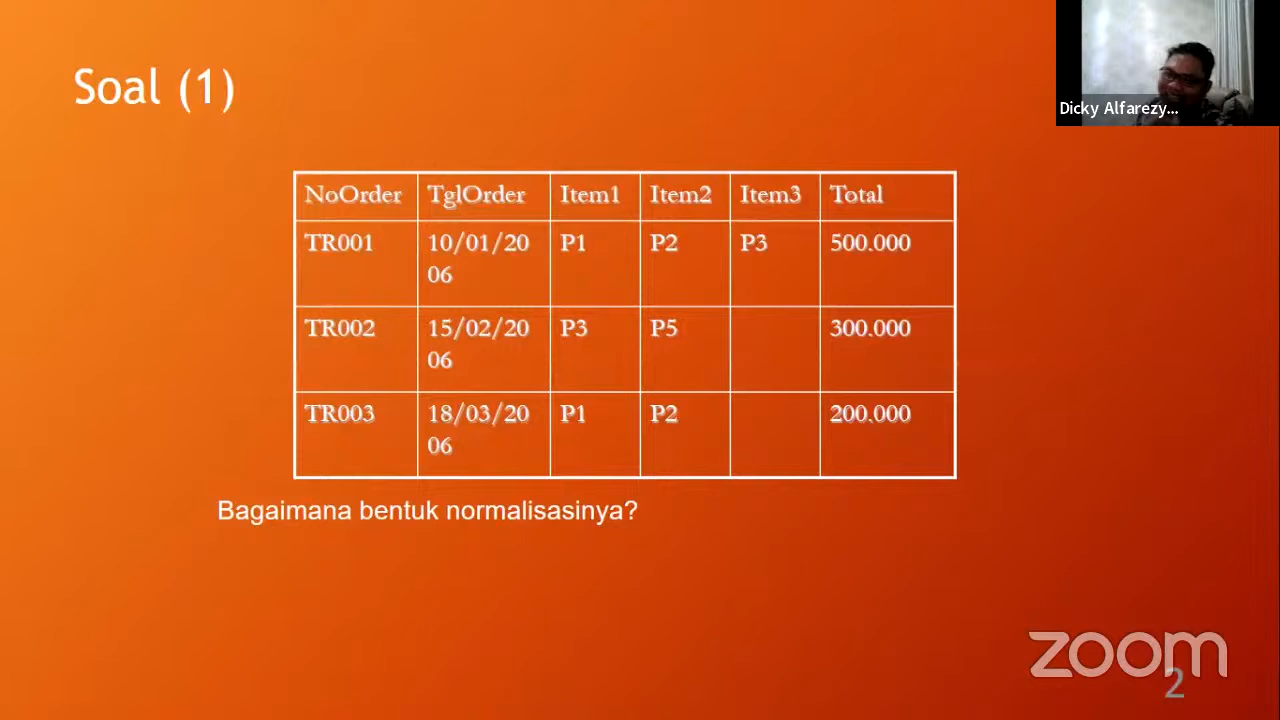 Soal (1)
Dicky Alfarezy...
NoOrder TglOrder Item1 Item2 Item3 Total
TR001 10/01/20 P1 P2 P3 500.000
06
TR002 15/02/20 P3 P5 300.000
06
TR003 18/03/20 P1 P2 200.000
06
Bagaimana bentuk normalisasinya?
zoom
2